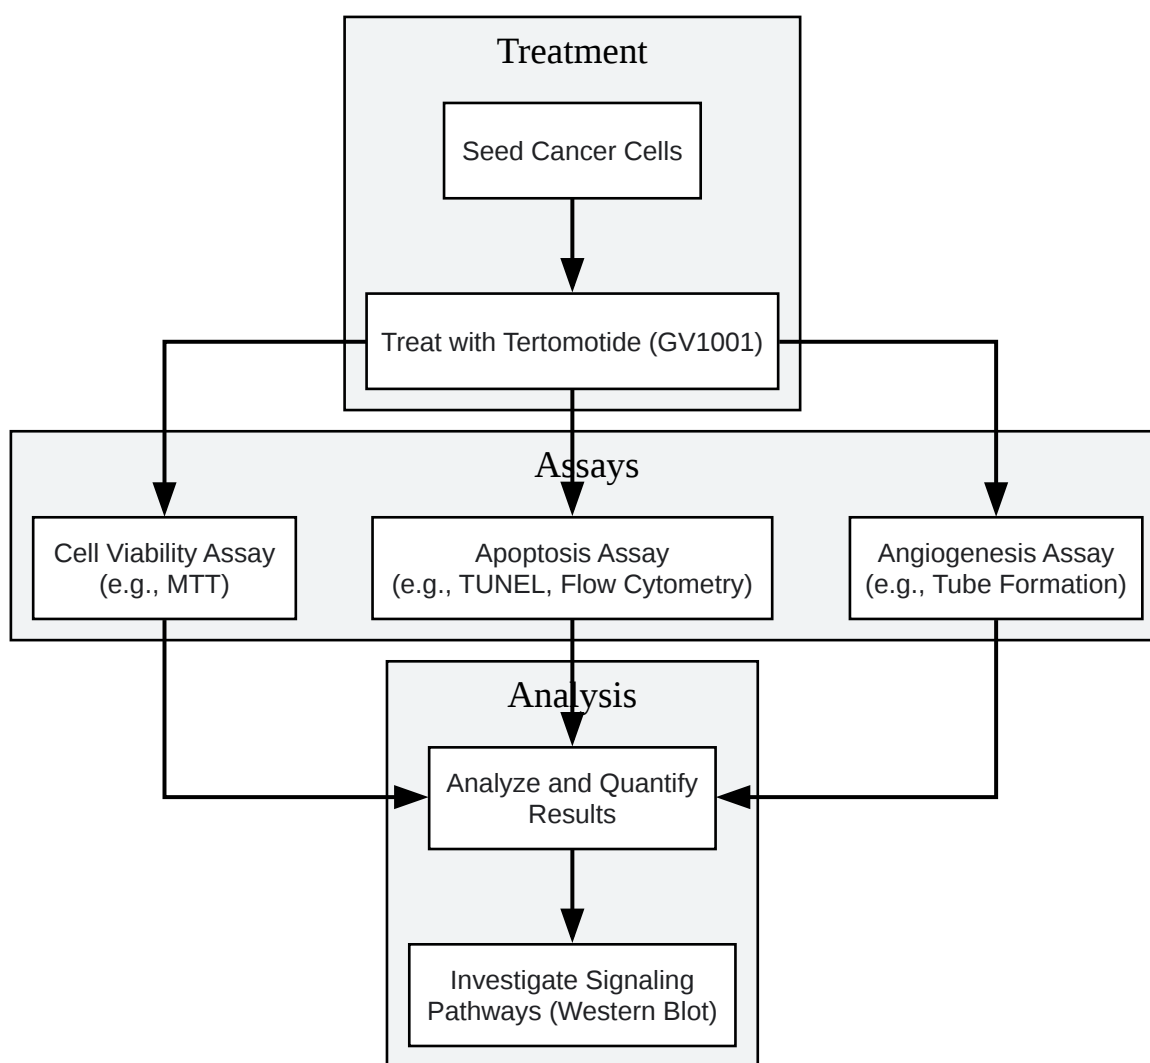 Treatment
Seed Cancer Cells
Treat with Tertomotide (GV1001)
Assays
Cell Viability Assay
(e.g., MTT)
Apoptosis Assay
(e.g., TUNEL, Flow Cytometry)
Angiogenesis Assay
(e.g., Tube Formation)
Analysis
Analyze and Quantify
Results
Investigate Signaling
Pathways (Western Blot)